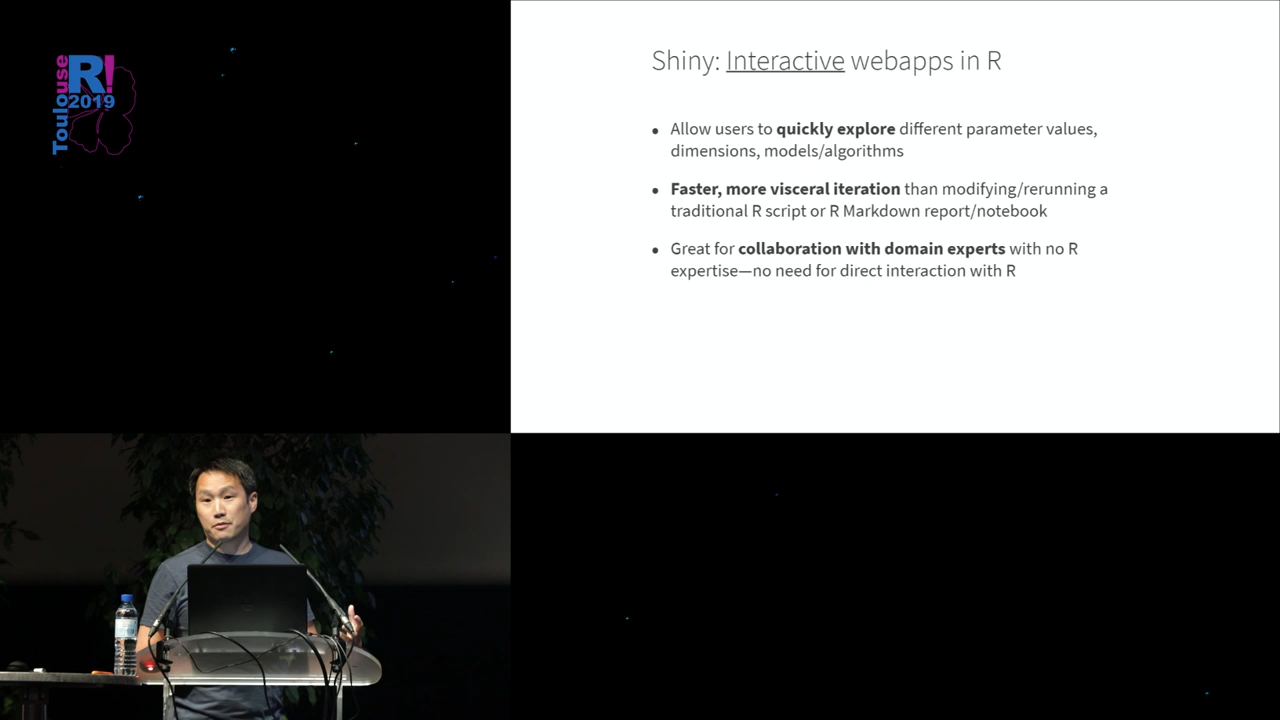 Toulouse
R!
2019
Shiny: Interactive webapps in R
• Allow users to quickly explore different parameter values,
dimensions, models/algorithms
• Faster, more visceral iteration than modifying/rerunning a
traditional R script or R Markdown report/notebook
• Great for collaboration with domain experts with no R
expertise—no need for direct interaction with R